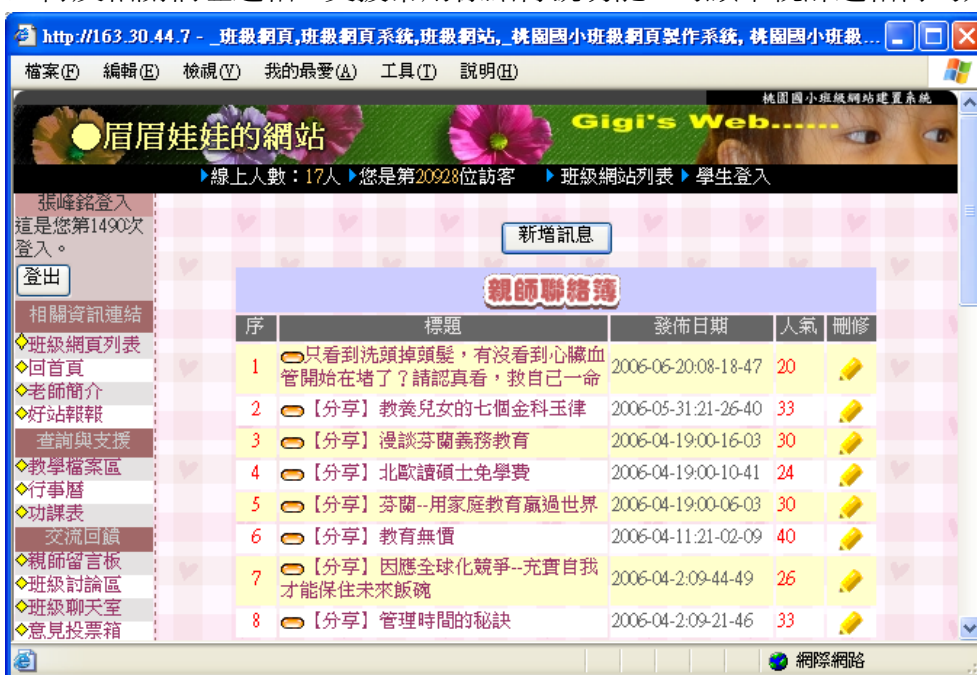 http://163.30.44.7 - _班級網頁,班級網頁系統,班級網站,_桃園國小班級網頁製作系統, 桃園國小班級...
檔案(F) 編輯(E) 檢視(V) 我的最愛(A) 工具(T) 說明(H)
桃園國小班級網站建置系統
●眉眉娃娃的網站
Gigi's Web......
線上人數：17人 您是第20928位訪客 班級網站列表 學生登入
張峰銘登入
這是您第1490次
登入。
登出
相關資訊連結
班級網頁列表
回首頁
老師簡介
好站報報
查詢與支援
教學檔案區
行事曆
功課表
交流回饋
親師留言板
班級討論區
班級聊天室
意見投票箱
新增訊息
親師聯絡簿
序 標題 發佈日期 人氣 刪修
1 只看到洗頭掉頭髮，有沒看到心臟血 2006-06-20:08-18-47 20
管開始在堵了？請認真看，救自己一命
2 【分享】教養兒女的七個金科玉律 2006-05-31:21-26-40 33
3 【分享】漫談芬蘭義務教育 2006-04-19:00-16-03 30
4 【分享】北歐讀碩士免學費 2006-04-19:00-10-41 24
5 【分享】芬蘭--用家庭教育贏過世界 2006-04-19:00-06-03 30
6 【分享】教育無價 2006-04-11:21-02-09 40
7 【分享】因應全球化競爭--充實自我 2006-04-2:09-44-49 26
才能保住未來飯碗
8 【分享】管理時間的秘訣 2006-04-2:09-21-46 33
網際網路